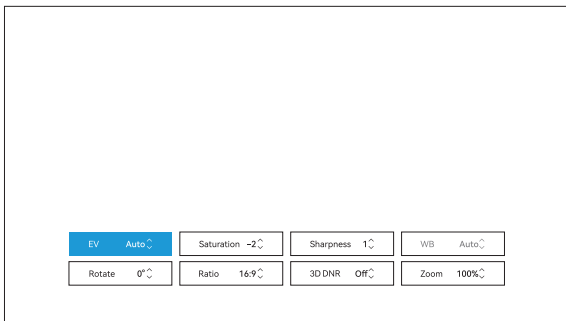 EV Auto Saturation -2 Sharpness 1 WB Auto
Rotate 0° Ratio 16:9 3D DNR Off Zoom 100%